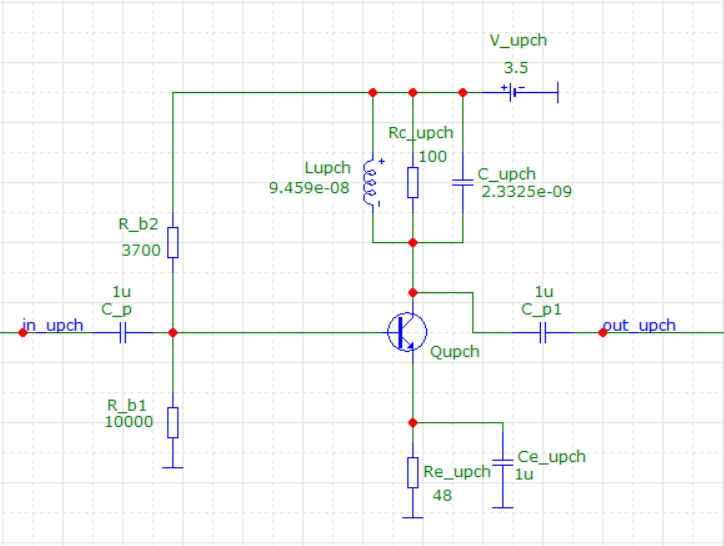 V_upch
3.5
Rc_upch
100
Lupch
9.459e-08
C_upch
2.3325e-09
R_b2
3700
1u
C_p
in_upch
1u
C_p1
out_upch
Qupch
R_b1
10000
Re_upch
48
Ce_upch
1u